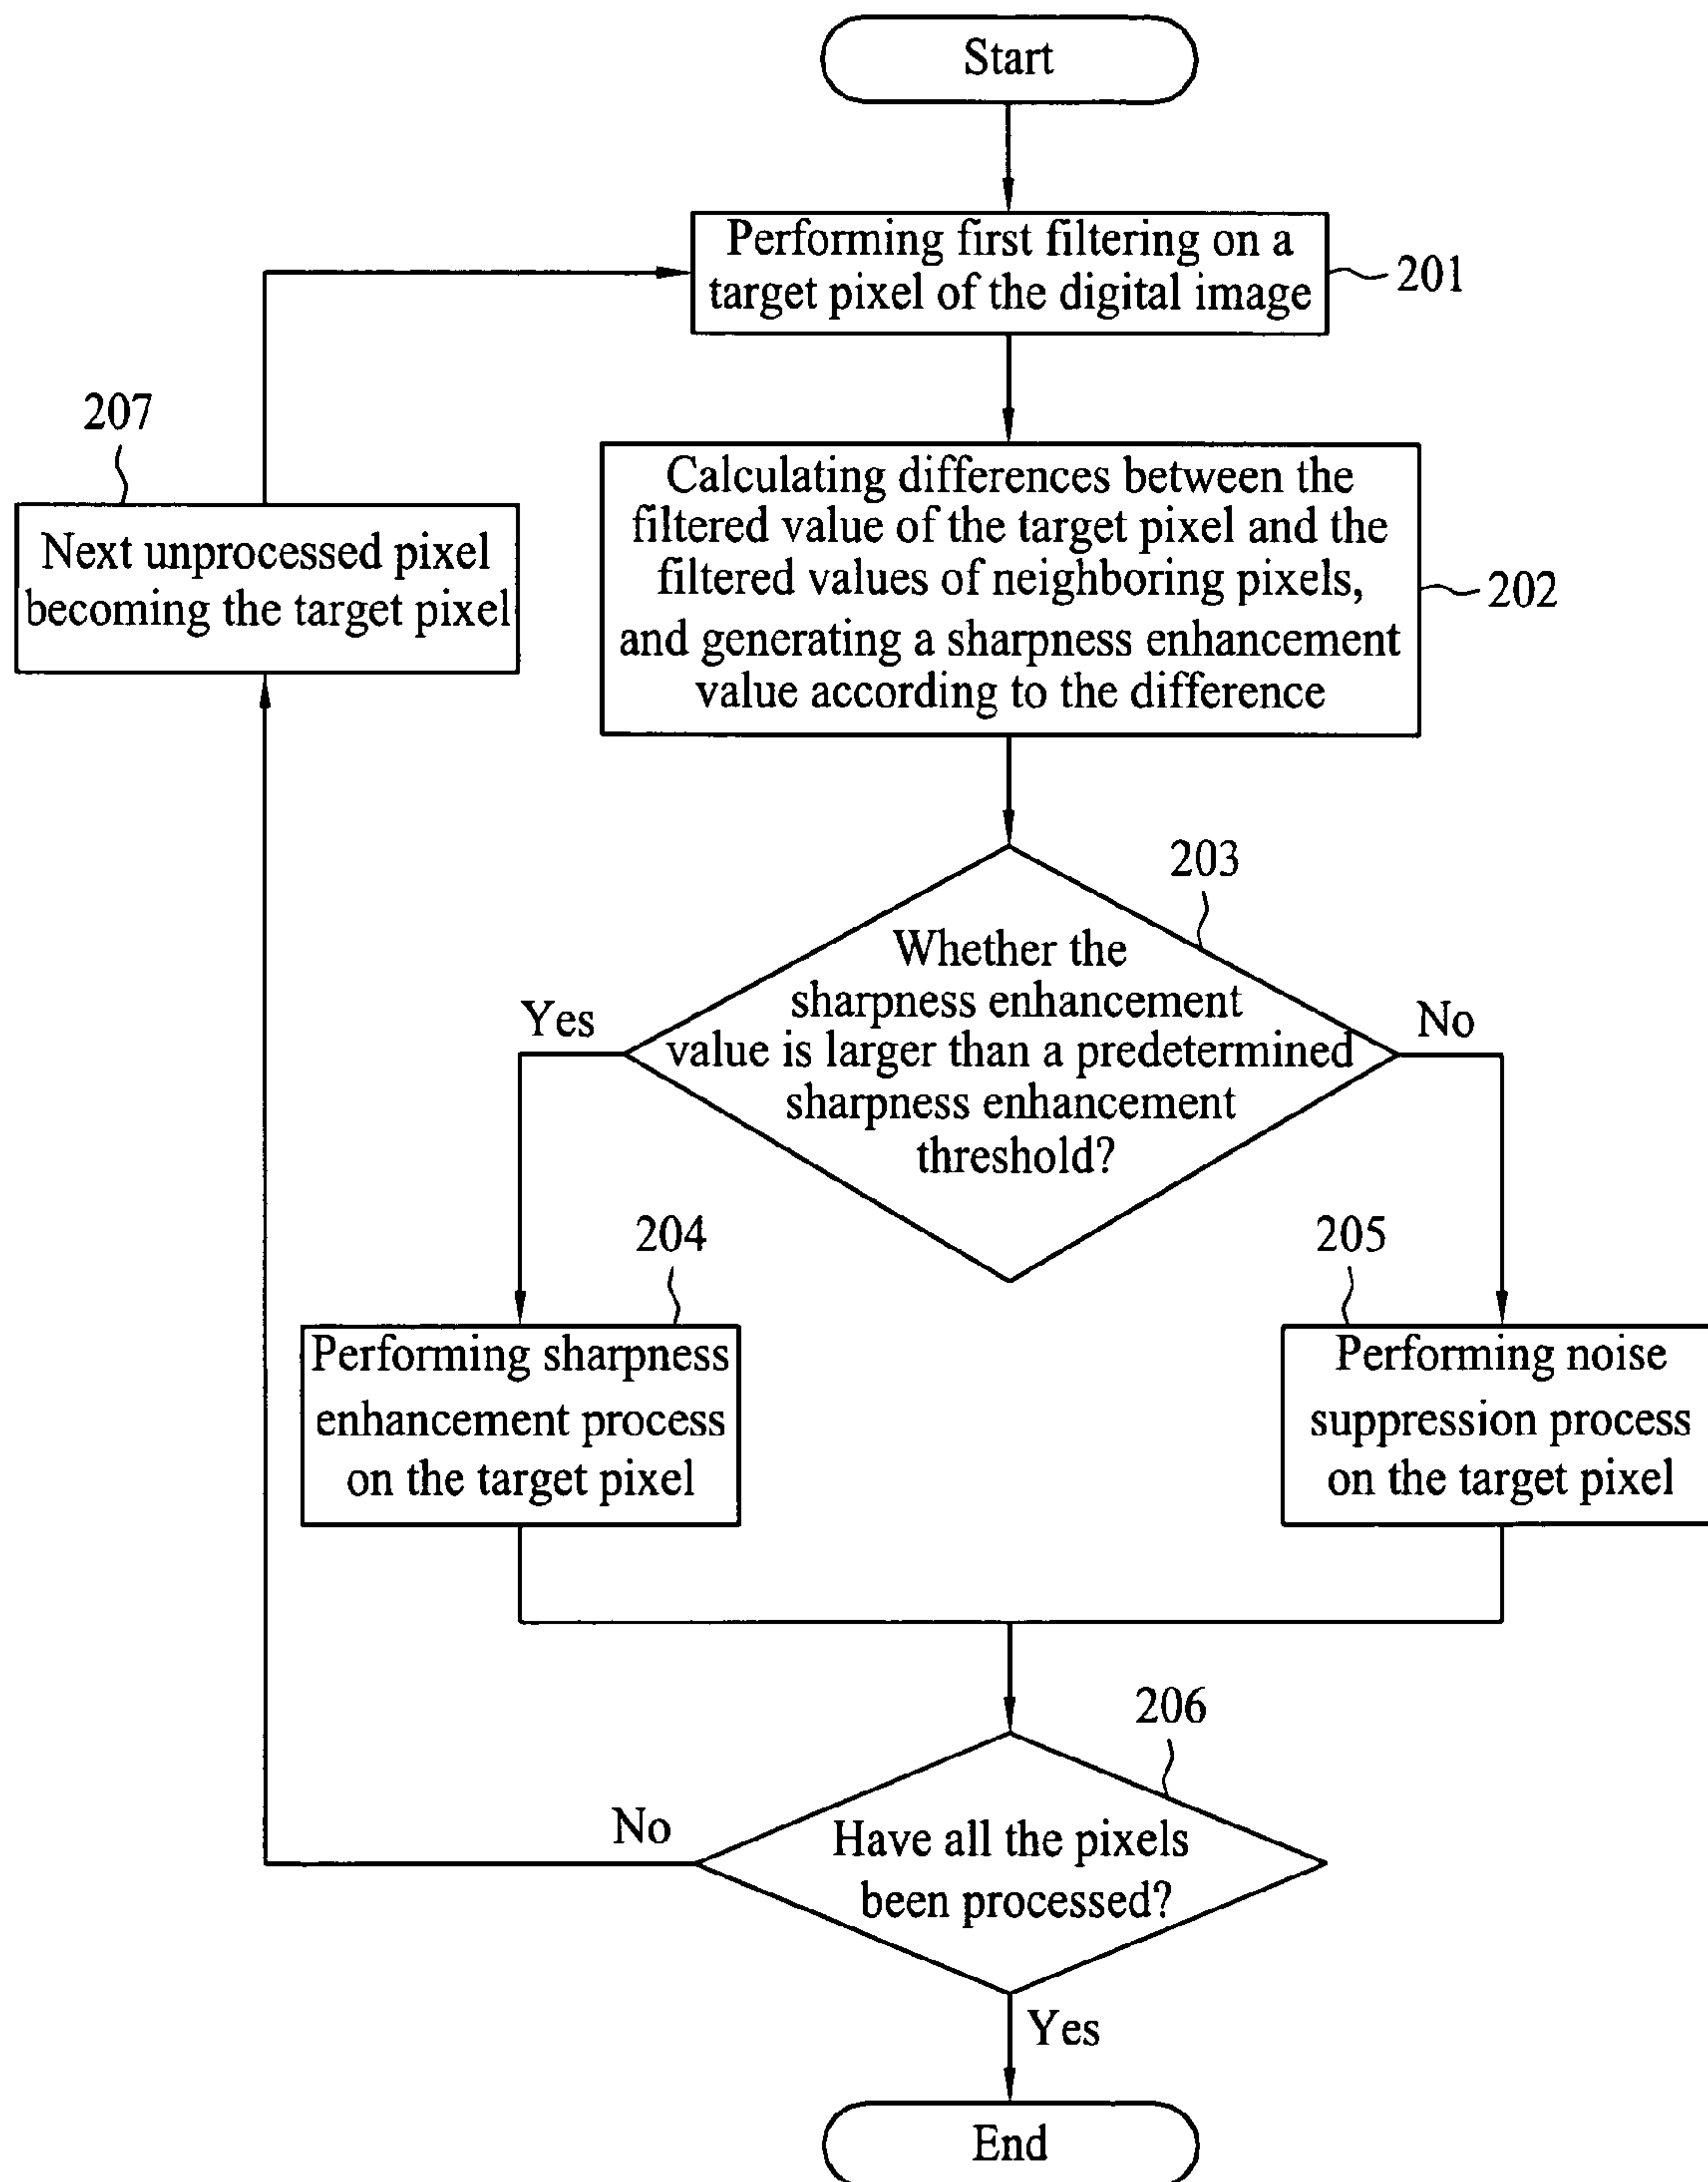 Start
Performing first filtering on a
target pixel of the digital image
201
207
Next unprocessed pixel
becoming the target pixel
Calculating differences between the
filtered value of the target pixel and the
filtered values of neighboring pixels,
and generating a sharpness enhancement
value according to the difference
202
203
Whether the
sharpness enhancement
value is larger than a predetermined
sharpness enhancement
threshold?
Yes
No
204
Performing sharpness
enhancement process
on the target pixel
205
Performing noise
suppression process
on the target pixel
206
Have all the pixels
been processed?
No
Yes
End